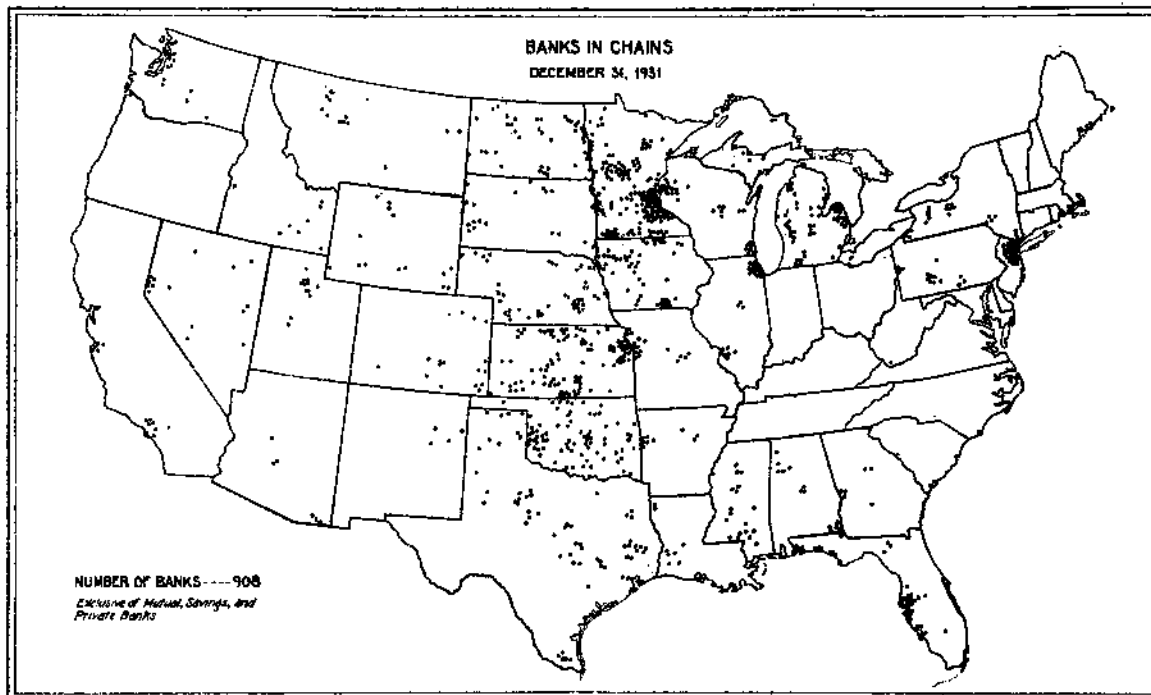 BANKS IN CHAINS
DECEMBER 31, 1931
NUMBER OF BANKS----908
Exclusive of Mutual, Savings, and
Private Banks